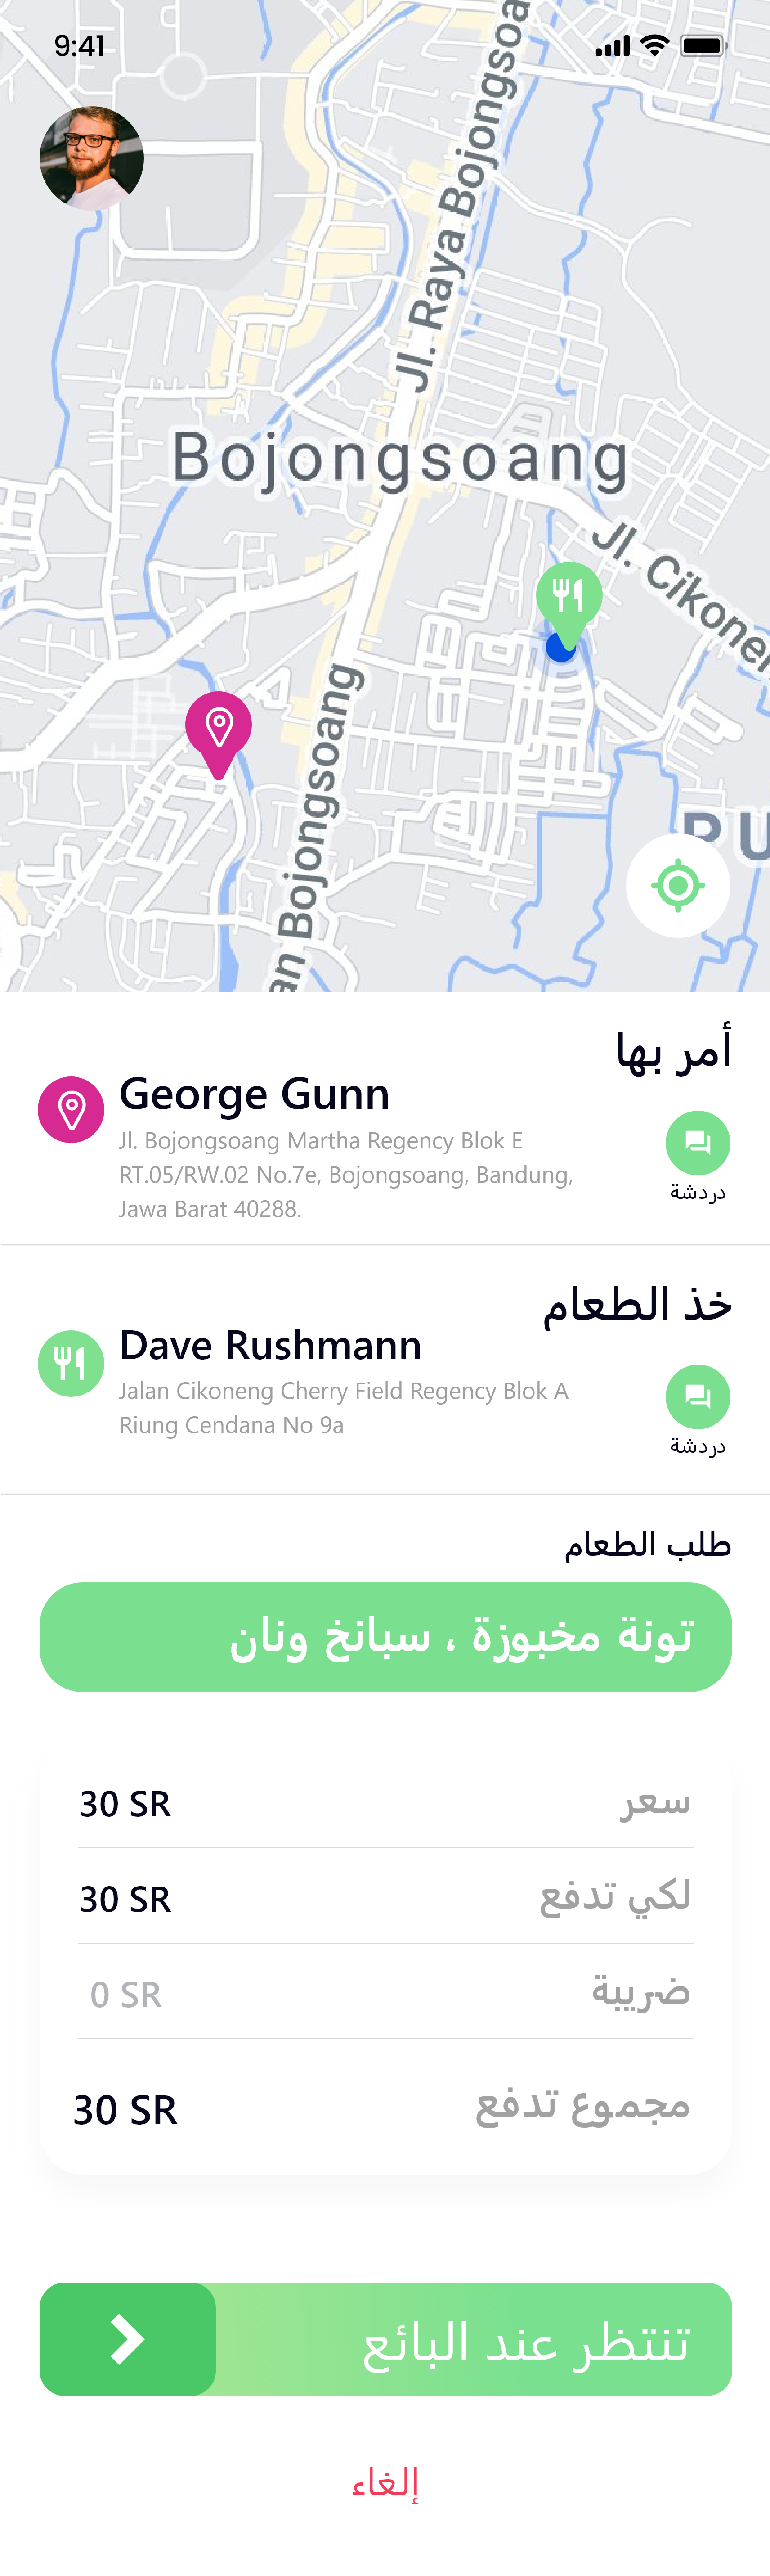 9:41
Jl. Raya Bojongsoa
Bojongsoang
Jl. Cikone
an Bojongsoang
أمر بها
George Gunn
Jl. Bojongsoang Martha Regency Blok E
RT.05/RW.02 No.7e, Bojongsoang, Bandung,
Jawa Barat 40288.
دردشة
خذ الطعام
Dave Rushmann
Jalan Cikoneng Cherry Field Regency Blok A
Riung Cendana No 9a
دردشة
طلب الطعام
تونة مخبوزة ، سبانخ ونان
سعر 30 SR
لكي تدفع 30 SR
ضريبة 0 SR
مجموع تدفع 30 SR
تنتظر عند البائع
إلغاء